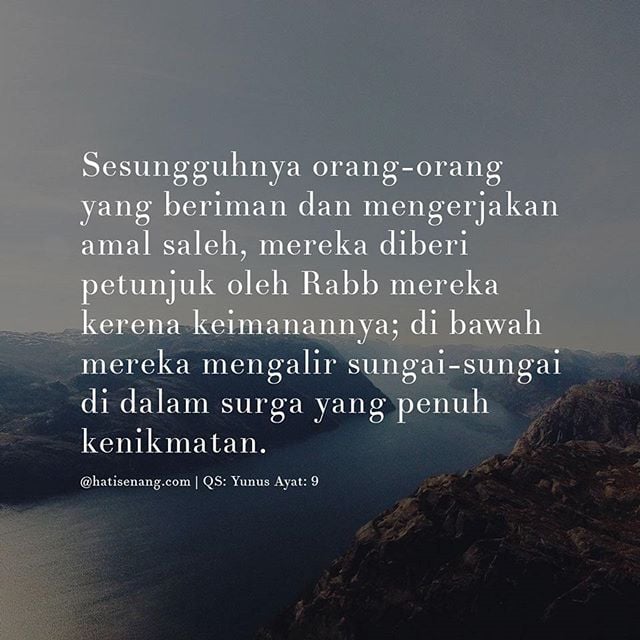 Sesungguhnya orang-orang
yang beriman dan mengerjakan
amal saleh, mereka diberi
petunjuk oleh Rabb mereka
kerena keimanannya; di bawah
mereka mengalir sungai-sungai
di dalam surga yang penuh
kenikmatan.
@hatisenang.com | QS: Yunus Ayat: 9